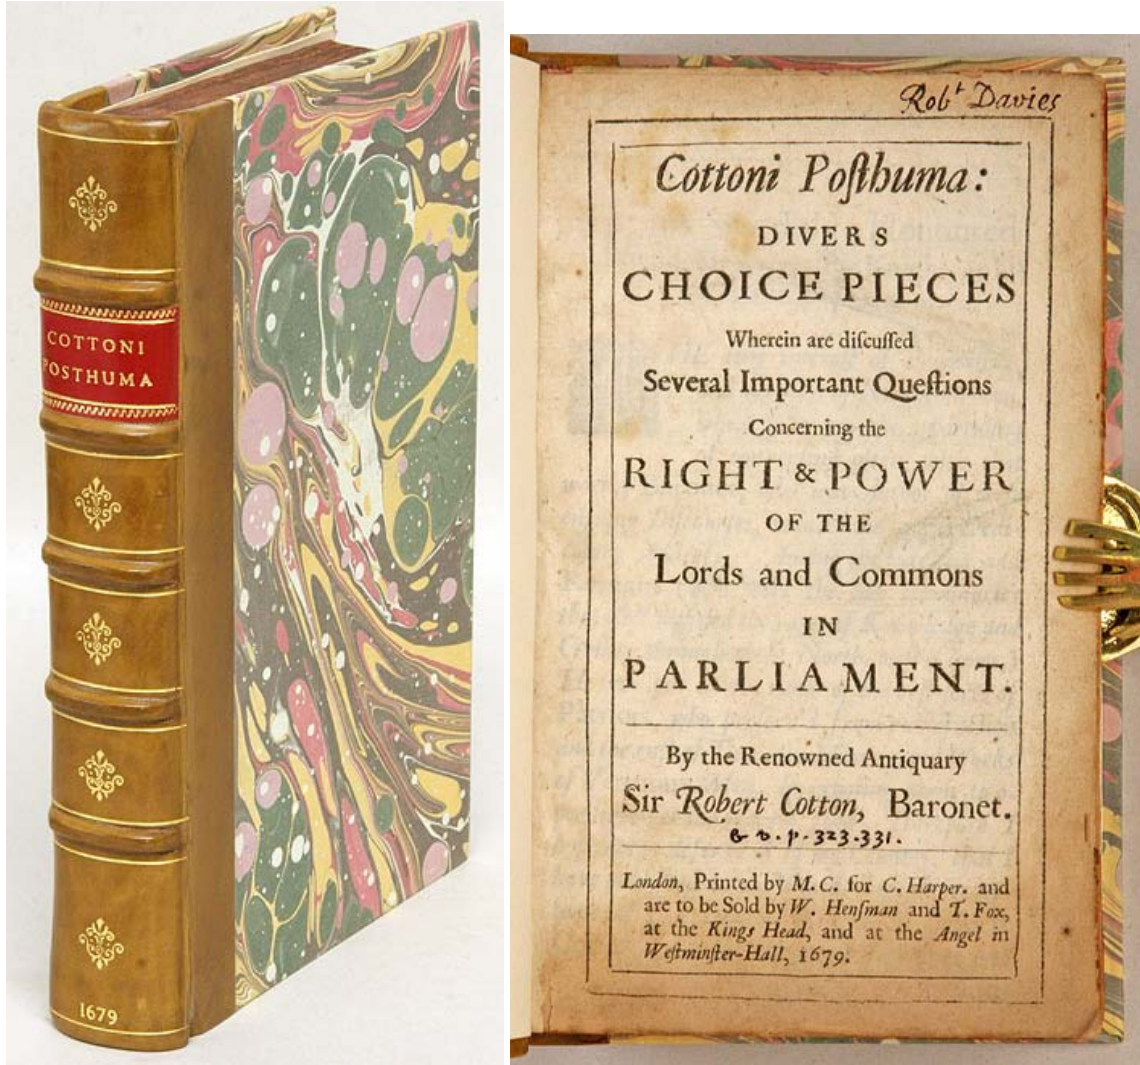 COTTONI
POSTHUMA
1679
Robᵗ Davies
Cottoni Poſthuma:
DIVERS
CHOICE PIECES
Wherein are diſcuſſed
Several Important Queſtions
Concerning the
RIGHT & POWER
OF THE
Lords and Commons
IN
PARLIAMENT.
By the Renowned Antiquary
Sir Robert Cotton, Baronet.
p. 323.331.
London, Printed by M. C. for C. Harper. and
are to be Sold by W. Henſman and T. Fox,
at the Kings Head, and at the Angel in
Weſtminſter-Hall, 1679.